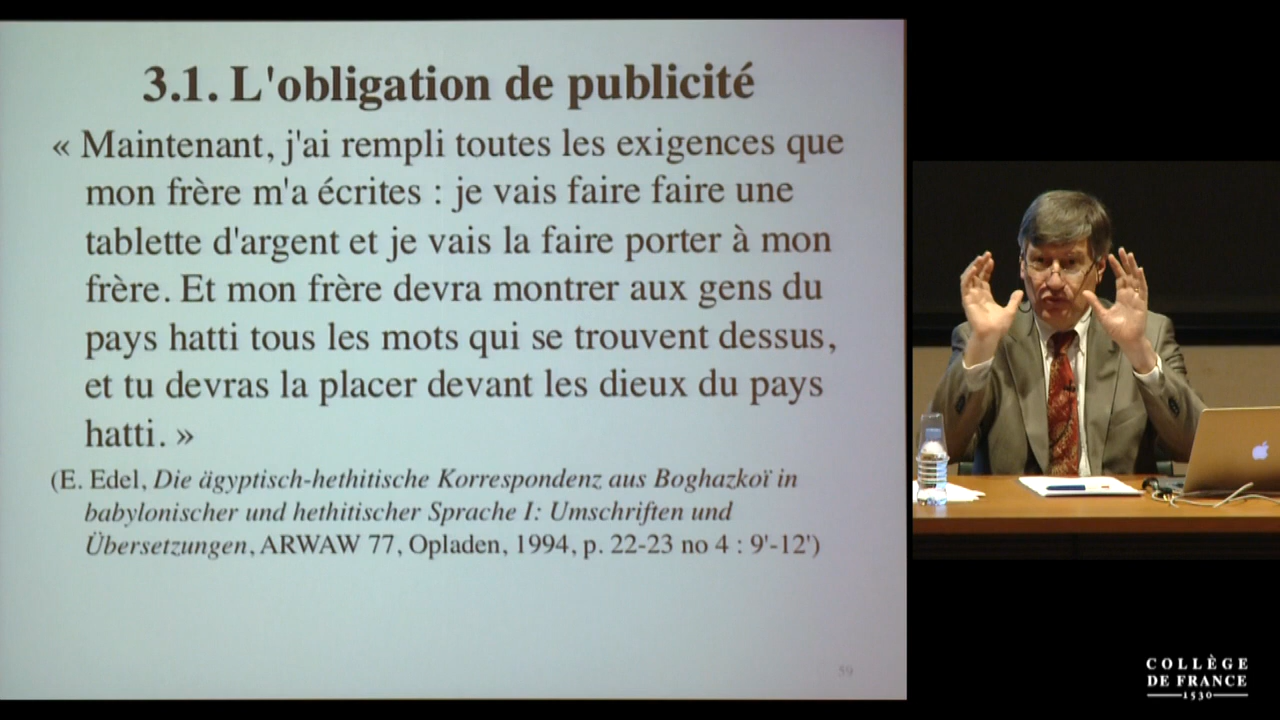 3.1. L'obligation de publicité
« Maintenant, j'ai rempli toutes les exigences que
mon frère m'a écrites : je vais faire faire une
tablette d'argent et je vais la faire porter à mon
frère. Et mon frère devra montrer aux gens du
pays hatti tous les mots qui se trouvent dessus,
et tu devras la placer devant les dieux du pays
hatti. »
(E. Edel, Die ägyptisch-hethitische Korrespondenz aus Boghazkoï in
babylonischer und hethitischer Sprache I: Umschriften und
Übersetzungen, ARWAW 77, Opladen, 1994, p. 22-23 no 4 : 9'-12')
59
COLLÈGE
DE FRANCE
1530